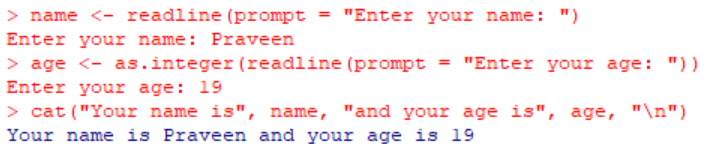 > name <- readline(prompt = "Enter your name: ")
Enter your name: Praveen
> age <- as.integer(readline(prompt = "Enter your age: "))
Enter your age: 19
> cat("Your name is", name, "and your age is", age, "\n")
Your name is Praveen and your age is 19